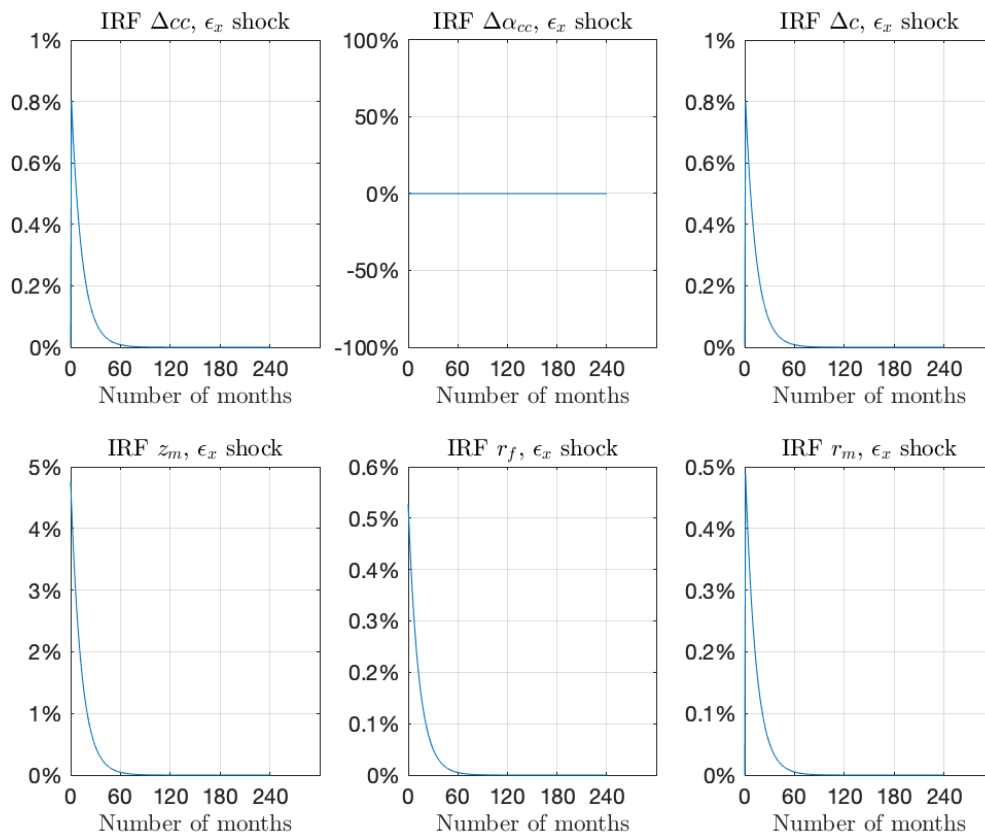 IRF Δcc, ϵx shock
1%
0.8%
0.6%
0.4%
0.2%
0%
0 60 120 180 240
Number of months
IRF Δαcc, ϵx shock
100%
50%
0%
-50%
-100%
0 60 120 180 240
Number of months
IRF Δc, ϵx shock
1%
0.8%
0.6%
0.4%
0.2%
0%
0 60 120 180 240
Number of months
IRF zm, ϵx shock
5%
4%
3%
2%
1%
0%
0 60 120 180 240
Number of months
IRF rf, ϵx shock
0.6%
0.5%
0.4%
0.3%
0.2%
0.1%
0%
0 60 120 180 240
Number of months
IRF rm, ϵx shock
0.5%
0.4%
0.3%
0.2%
0.1%
0%
0 60 120 180 240
Number of months